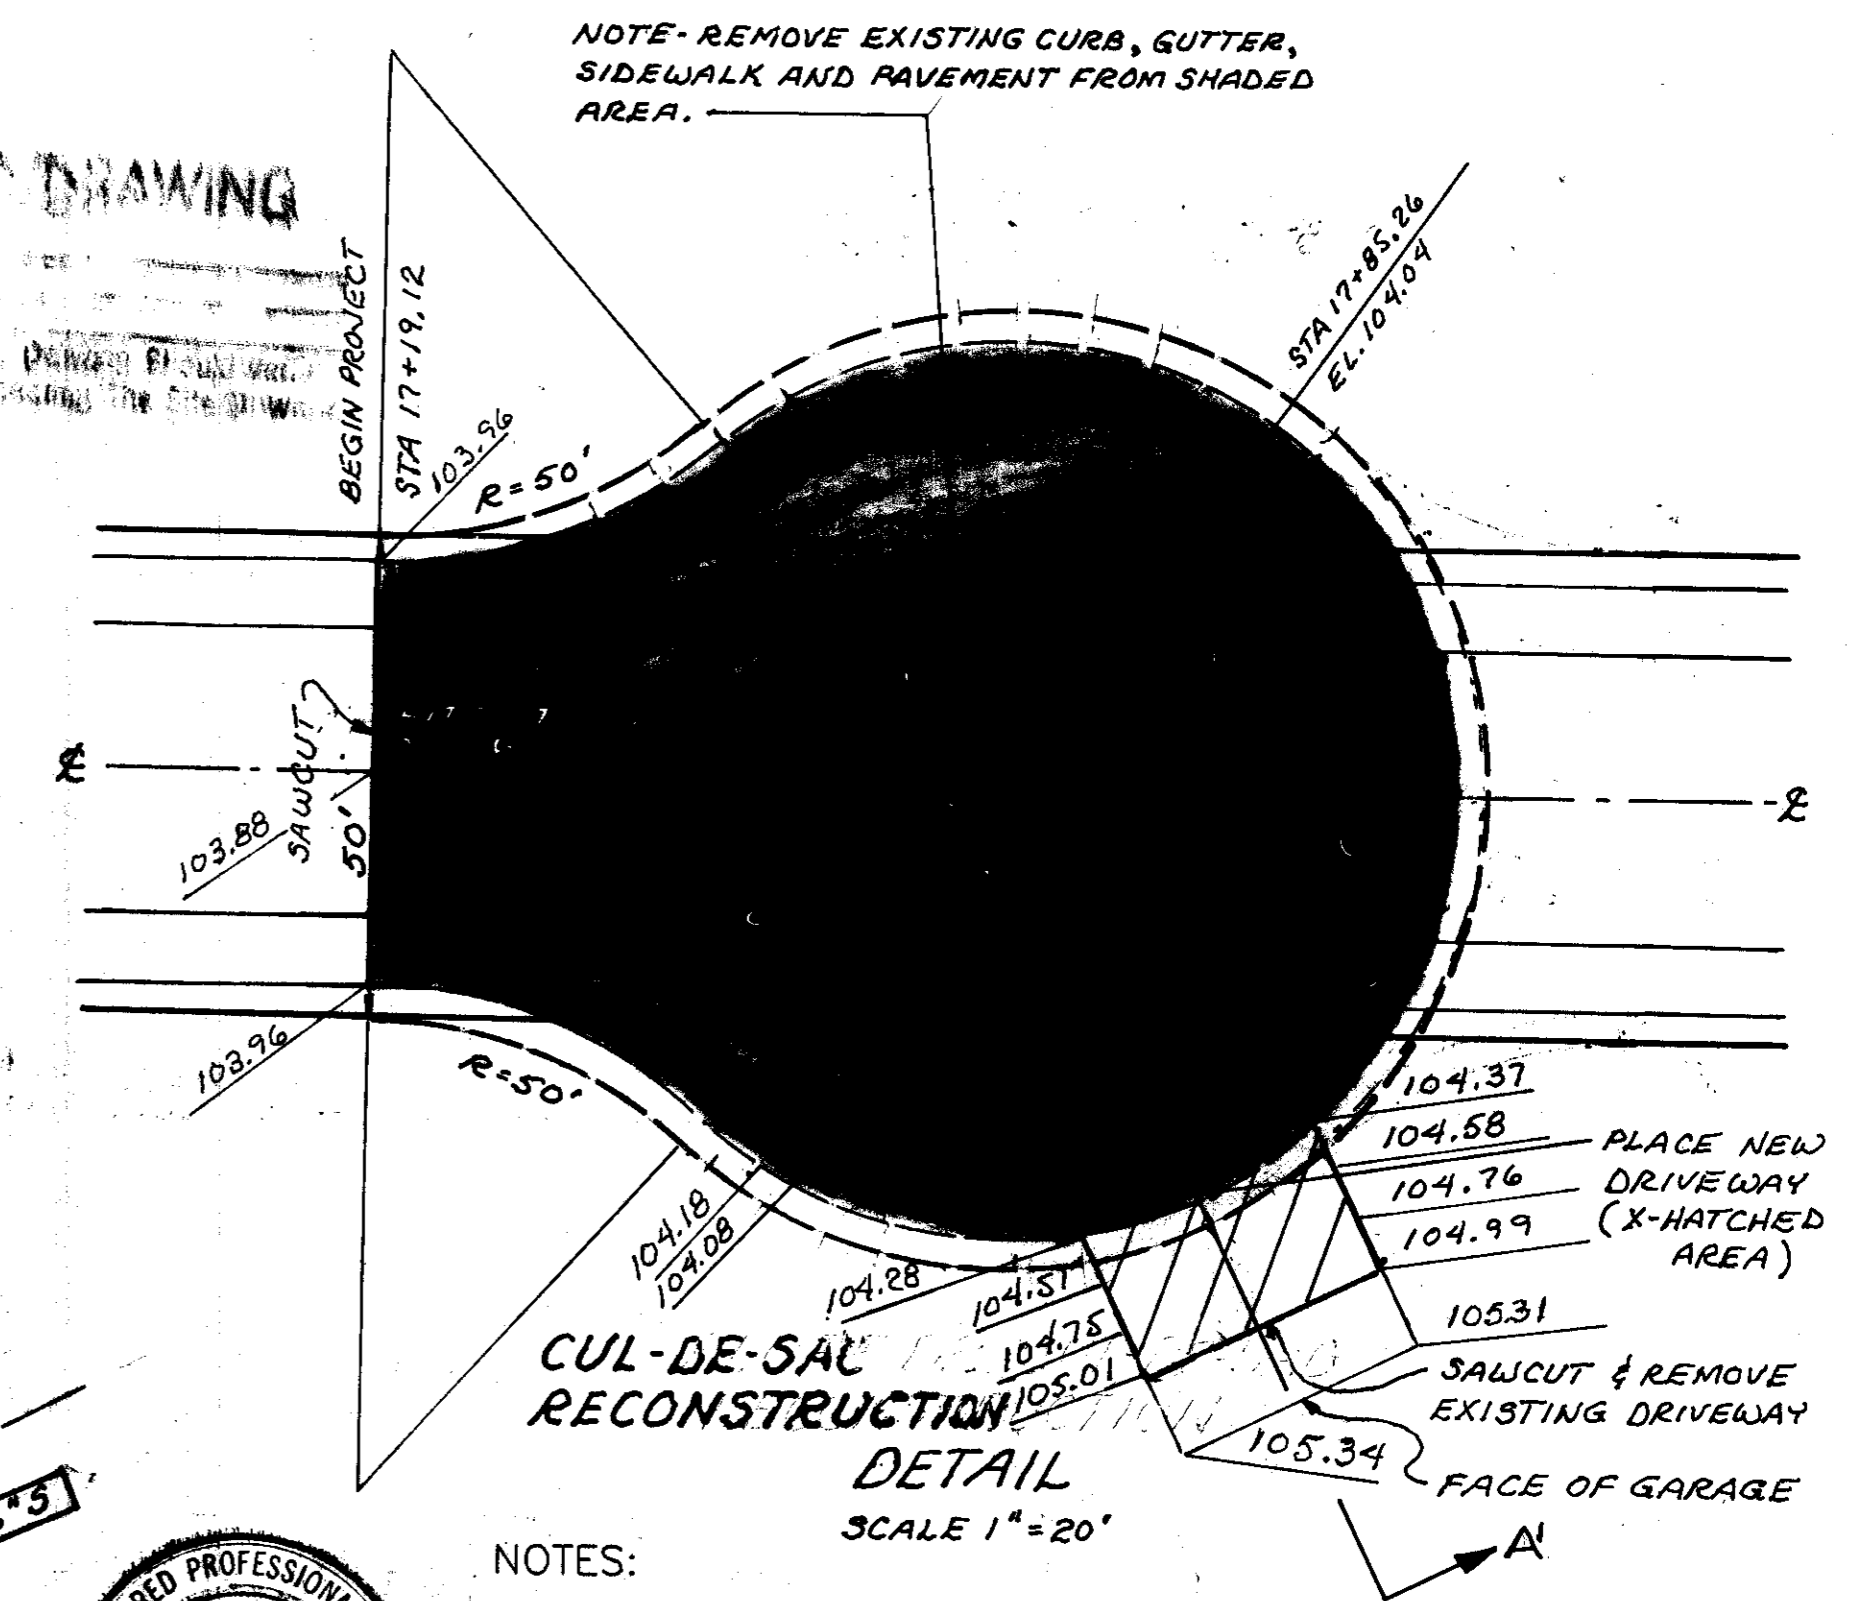 NOTE- REMOVE EXISTING CURB, GUTTER,
SIDEWALK AND PAVEMENT FROM SHADED
AREA.
DRAWING
BEGIN PROJECT
STA 17+19.12
103.96
R=50'
STA 17+85.26
EL. 104.04
℄
SAWCUT
50'
103.88
℄
103.96
R=50'
104.37
104.58
104.76
104.99
PLACE NEW
DRIVEWAY
(X-HATCHED
AREA)
104.18
104.08
104.28
104.51
104.75
105.01
105.31
CUL-DE-SAC
RECONSTRUCTION
DETAIL
SCALE 1"=20'
SAWCUT & REMOVE
EXISTING DRIVEWAY
105.34
FACE OF GARAGE
A'
NOTES:
PROFESSIONA